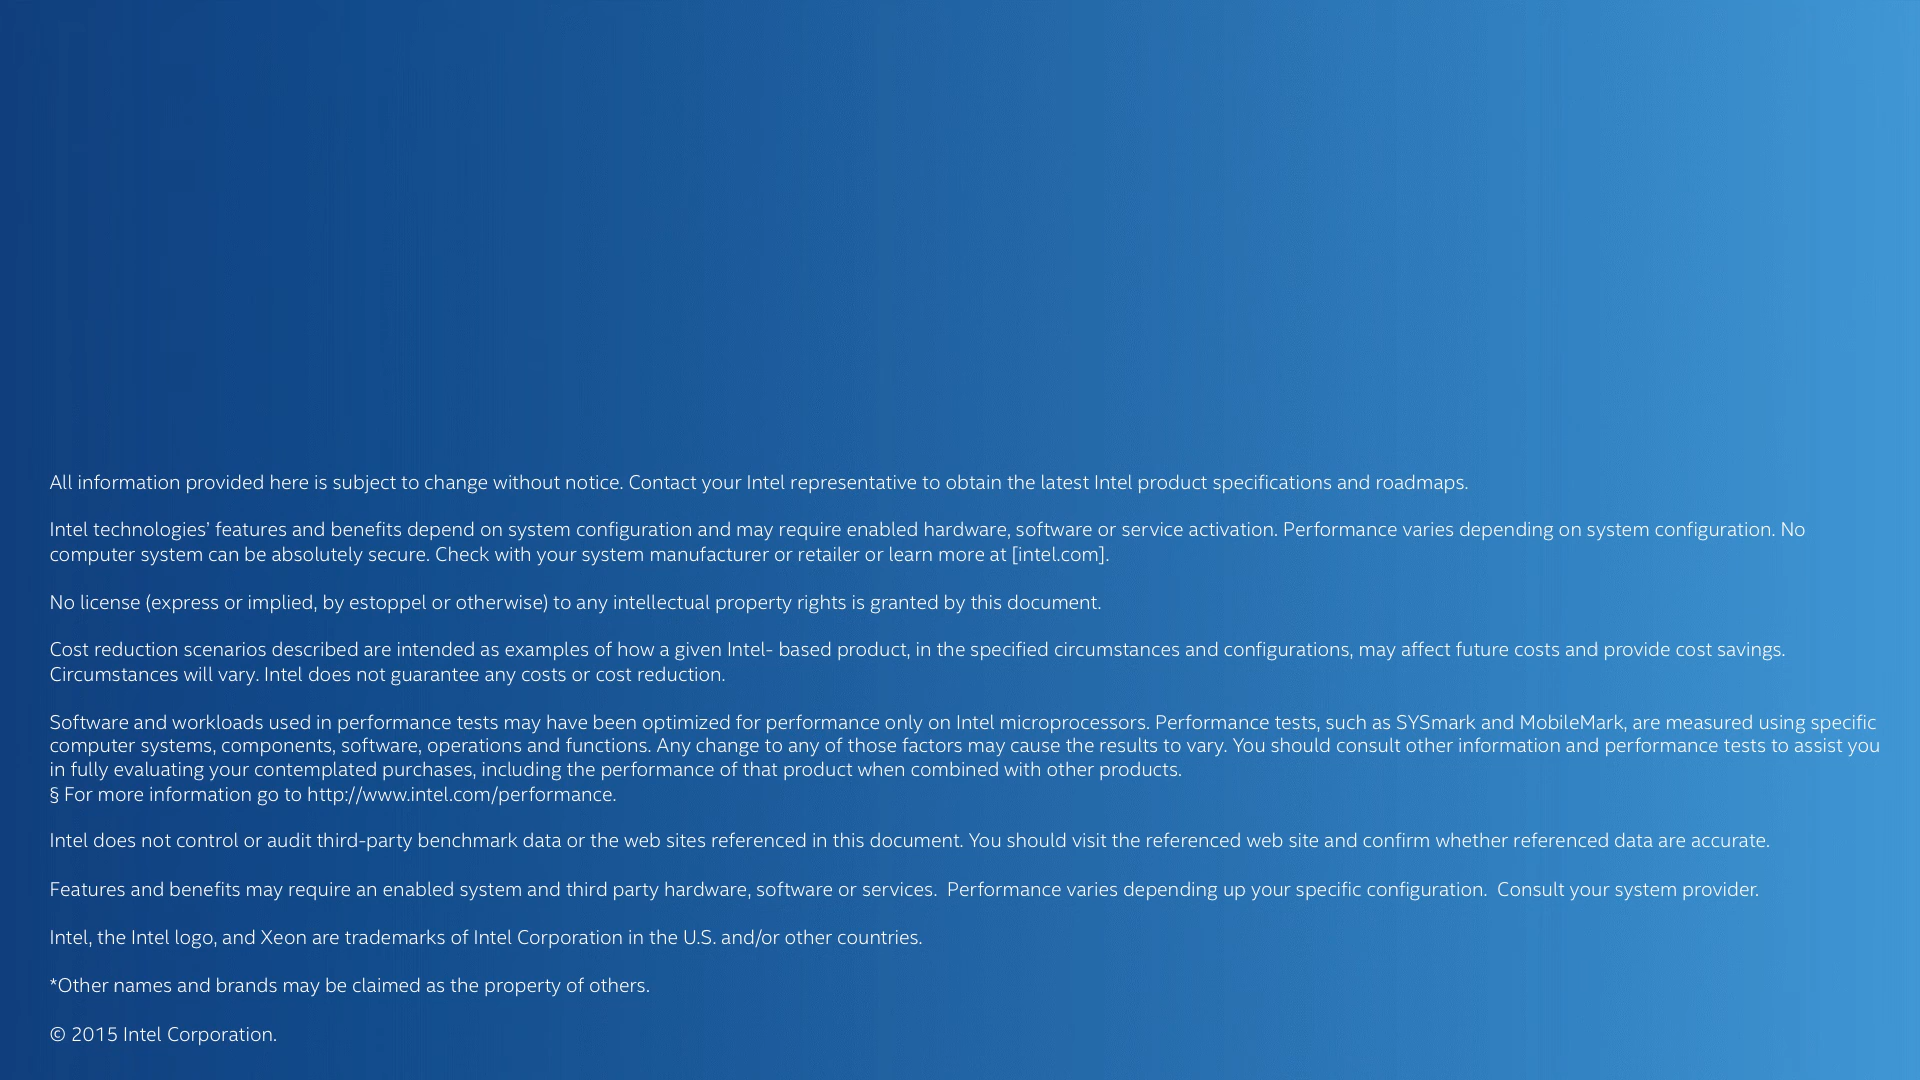 All information provided here is subject to change without notice. Contact your Intel representative to obtain the latest Intel product specifications and roadmaps.
Intel technologies’ features and benefits depend on system configuration and may require enabled hardware, software or service activation. Performance varies depending on system configuration. No
computer system can be absolutely secure. Check with your system manufacturer or retailer or learn more at [intel.com].
No license (express or implied, by estoppel or otherwise) to any intellectual property rights is granted by this document.
Cost reduction scenarios described are intended as examples of how a given Intel- based product, in the specified circumstances and configurations, may affect future costs and provide cost savings.
Circumstances will vary. Intel does not guarantee any costs or cost reduction.
Software and workloads used in performance tests may have been optimized for performance only on Intel microprocessors. Performance tests, such as SYSmark and MobileMark, are measured using specific
computer systems, components, software, operations and functions. Any change to any of those factors may cause the results to vary. You should consult other information and performance tests to assist you
in fully evaluating your contemplated purchases, including the performance of that product when combined with other products.
§ For more information go to http://www.intel.com/performance.
Intel does not control or audit third-party benchmark data or the web sites referenced in this document. You should visit the referenced web site and confirm whether referenced data are accurate.
Features and benefits may require an enabled system and third party hardware, software or services.  Performance varies depending up your specific configuration.  Consult your system provider.
Intel, the Intel logo, and Xeon are trademarks of Intel Corporation in the U.S. and/or other countries.
*Other names and brands may be claimed as the property of others.
© 2015 Intel Corporation.